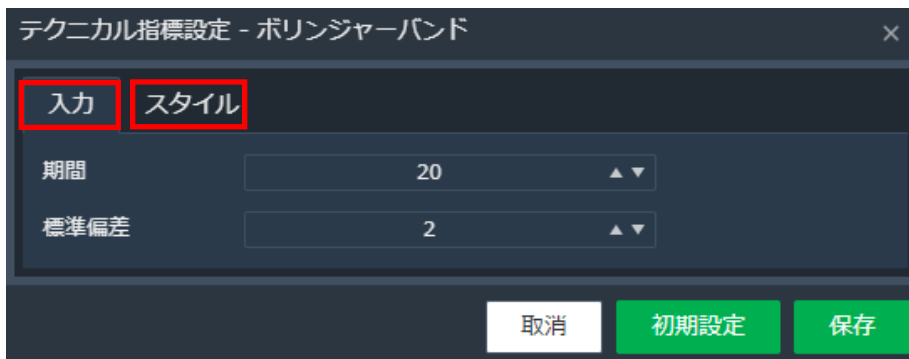 テクニカル指標設定 - ボリンジャーバンド ×
入力 スタイル
期間 20 ▲ ▼
標準偏差 2 ▲ ▼
取消 初期設定 保存